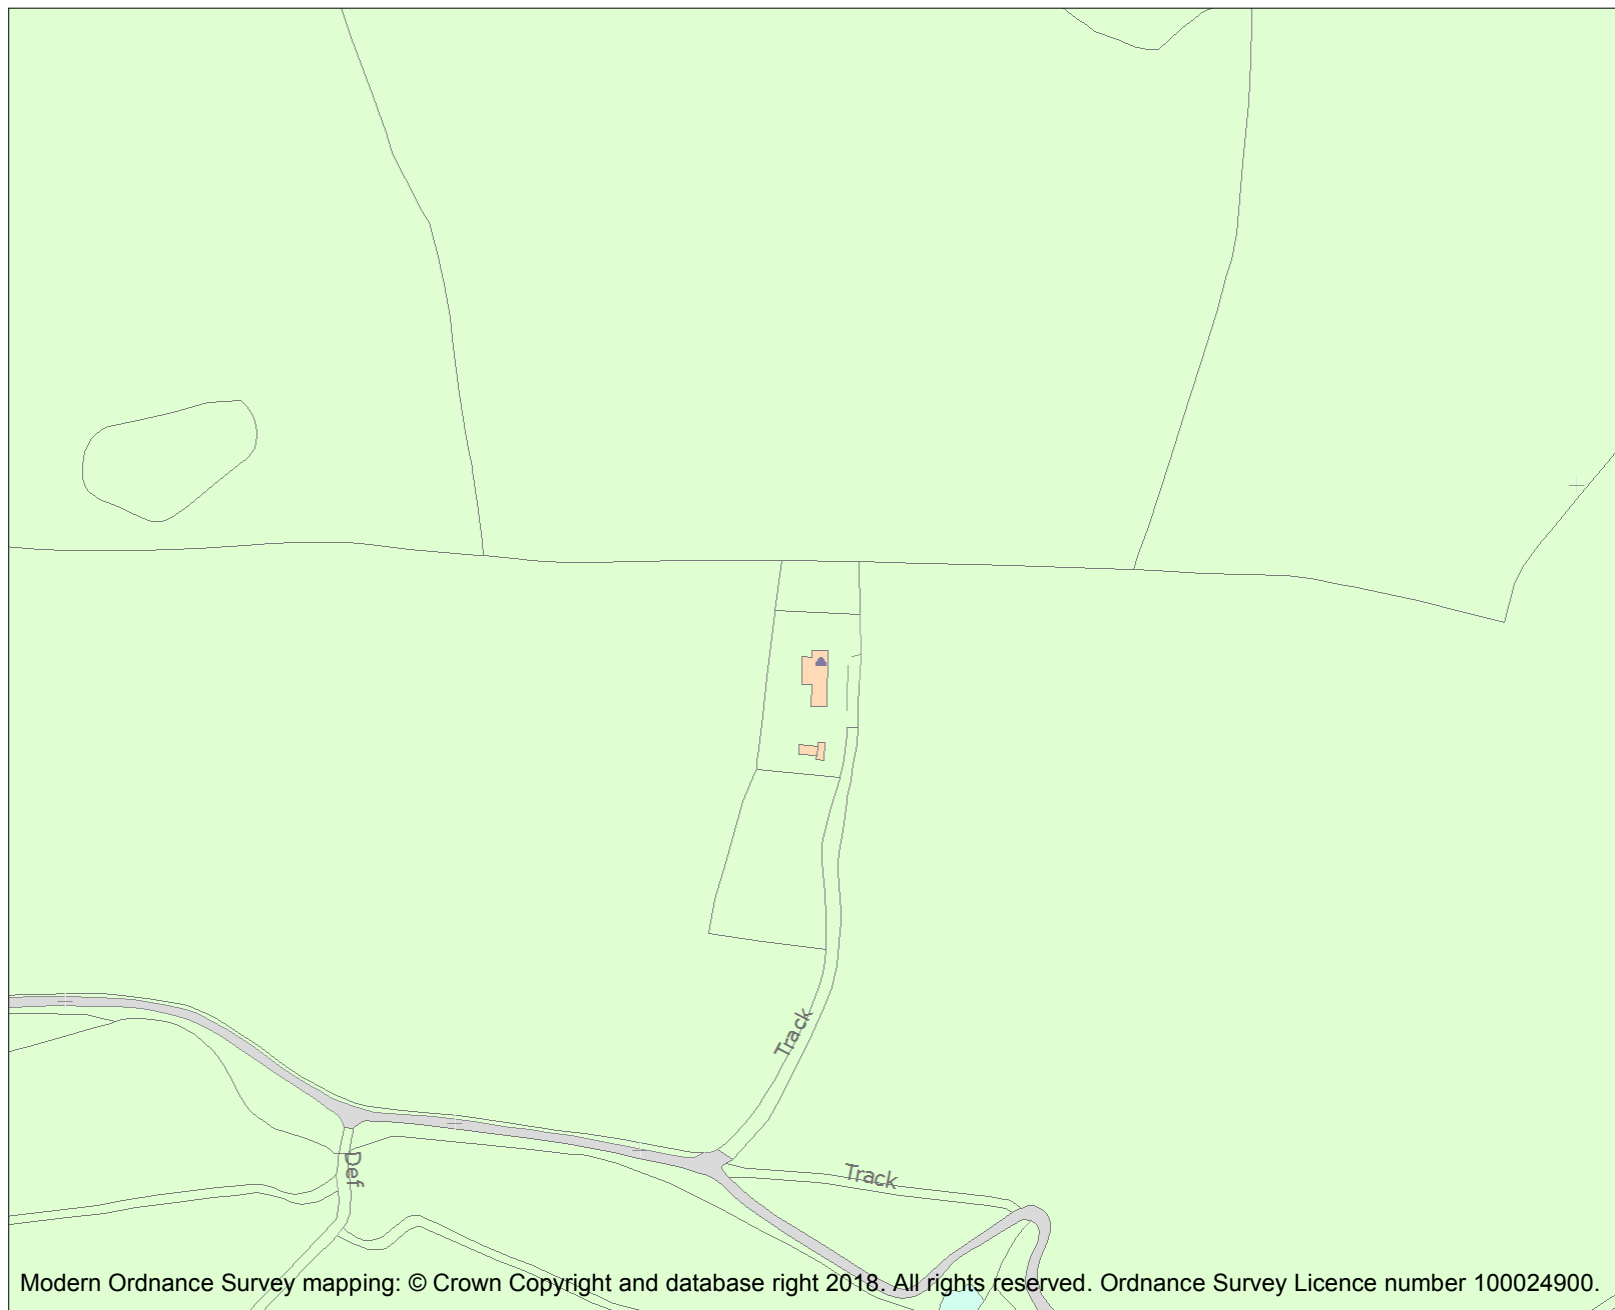 Track
Track
Def
Modern Ordnance Survey mapping: © Crown Copyright and database right 2018. All rights reserved. Ordnance Survey Licence number 100024900.